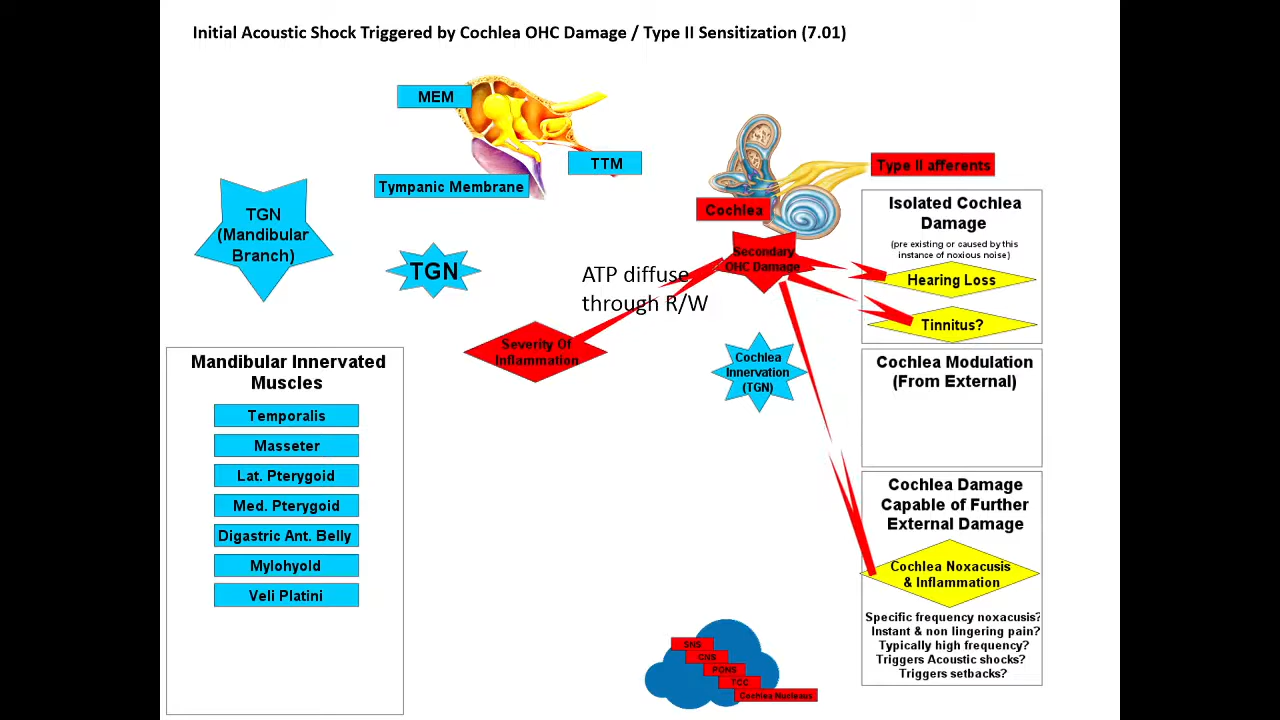 Initial Acoustic Shock Triggered by Cochlea OHC Damage / Type II Sensitization (7.01)
MEM
TTM
Tympanic Membrane
Type II afferents
Cochlea
TGN
(Mandibular
Branch)
TGN
ATP diffuse
through R/W
Secondary
OHC Damage
Severity Of
Inflammation
Cochlea
Innervation
(TGN)
Isolated Cochlea
Damage
(pre existing or caused by this
instance of noxious noise)
Hearing Loss
Tinnitus?
Cochlea Modulation
(From External)
Cochlea Damage
Capable of Further
External Damage
Cochlea Noxacusis
& Inflammation
Specific frequency noxacusis?
Instant & non lingering pain?
Typically high frequency?
Triggers Acoustic shocks?
Triggers setbacks?
Mandibular Innervated
Muscles
Temporalis
Masseter
Lat. Pterygoid
Med. Pterygoid
Digastric Ant. Belly
Mylohyold
Veli Platini
SNS
CNS
PONS
TCC
Cochlea Nucleaus